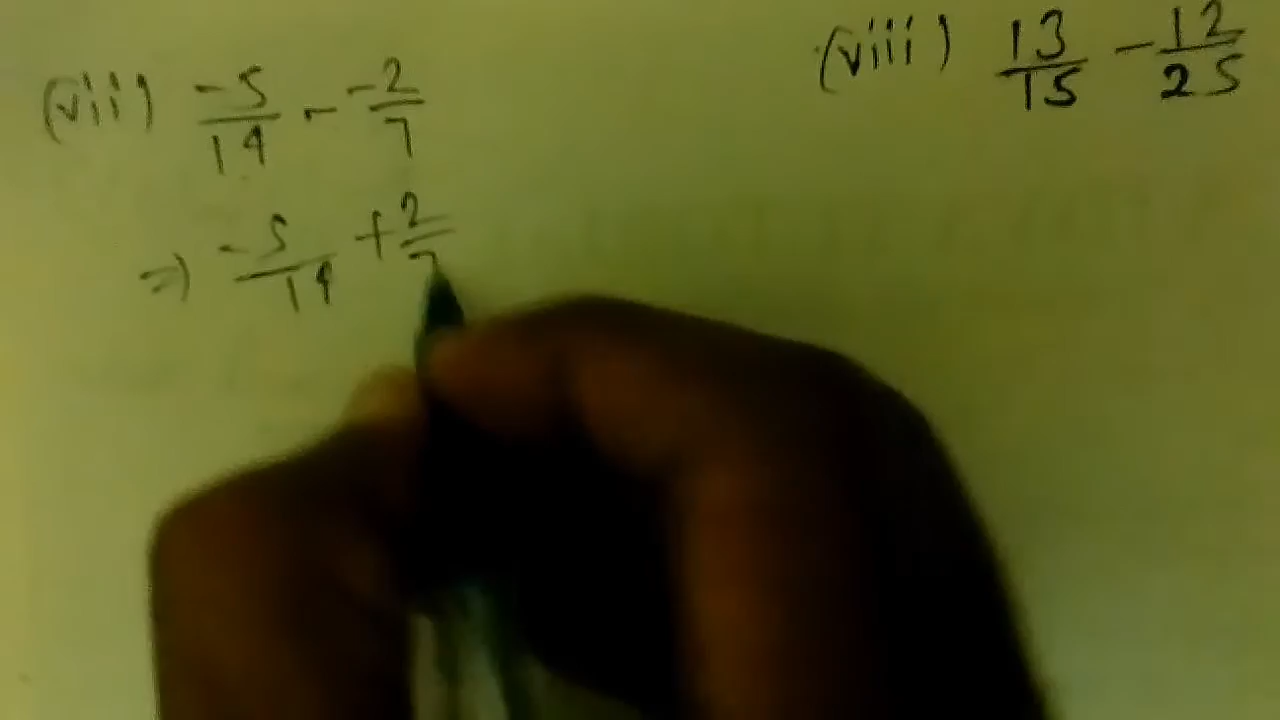 (vii) -5/14 - -2/7
(viii) 13/15 - 12/25
=) -5/14 + 2/7